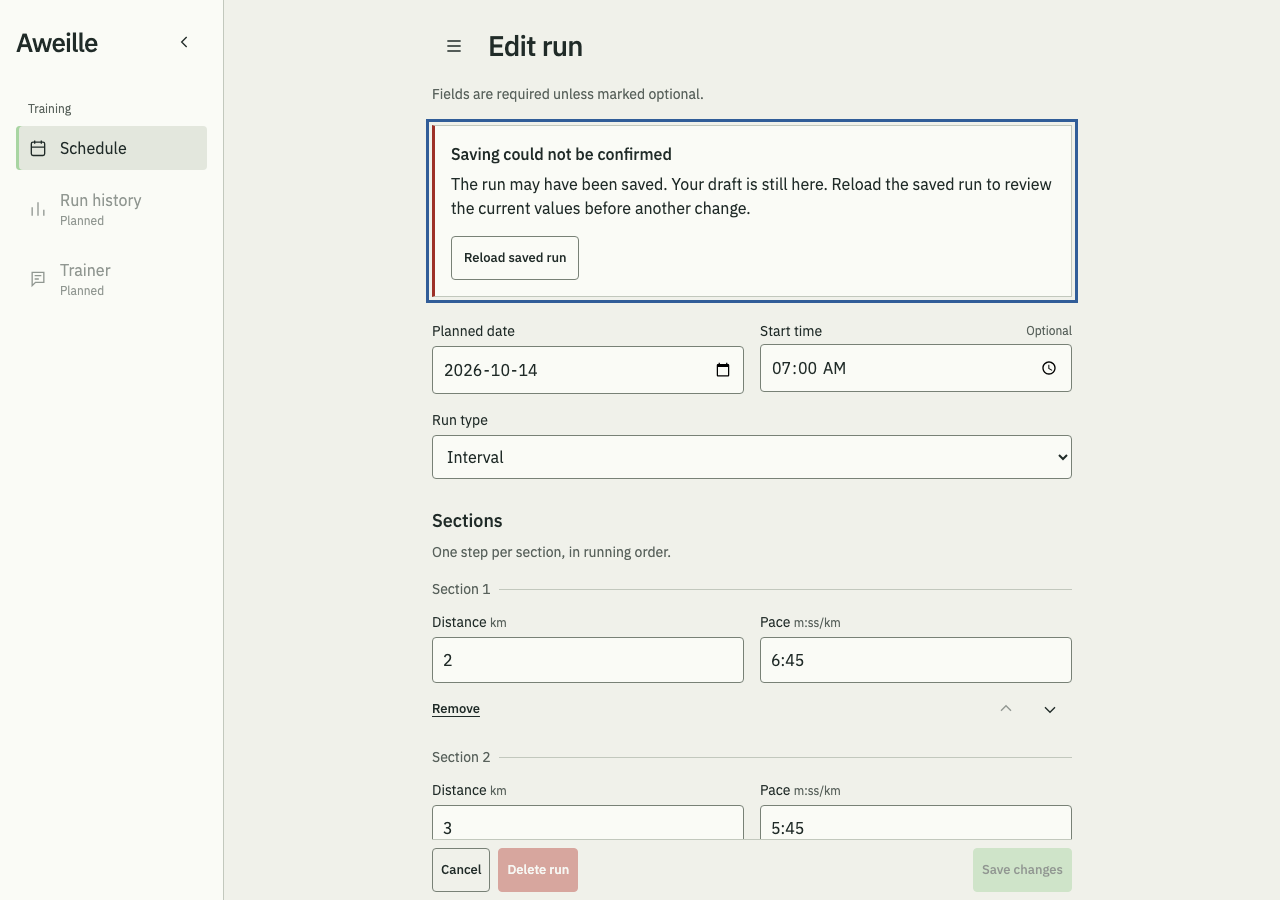 Aweille
Training
Schedule
Run history
Planned
Trainer
Planned
Edit run
Fields are required unless marked optional.
Saving could not be confirmed
The run may have been saved. Your draft is still here. Reload the saved run to review
the current values before another change.
Reload saved run
Planned date
Start time Optional
2026-10-14
07:00 AM
Run type
Interval
Sections
One step per section, in running order.
Section 1
Distance km
Pace m:ss/km
2
6:45
Remove
Section 2
Distance km
Pace m:ss/km
3
5:45
Cancel
Delete run
Save changes